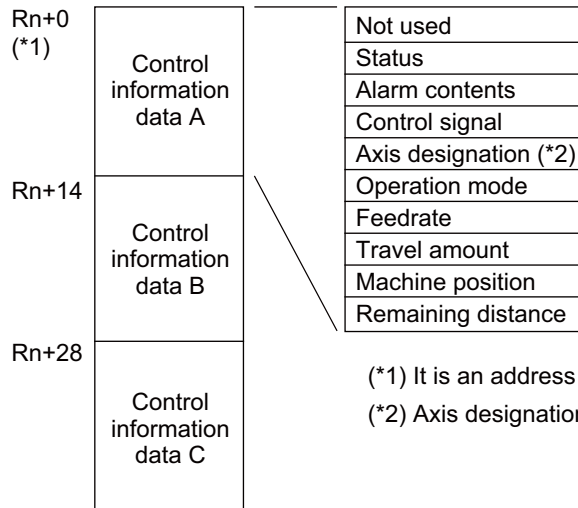 Rn+0
(*1)
Control
information
data A
Rn+14
Control
information
data B
Rn+28
Control
information
data C
Not used
Status
Alarm contents
Control signal
Axis designation (*2)
Operation mode
Feedrate
Travel amount
Machine position
Remaining distance
(*1) It is an address
(*2) Axis designation